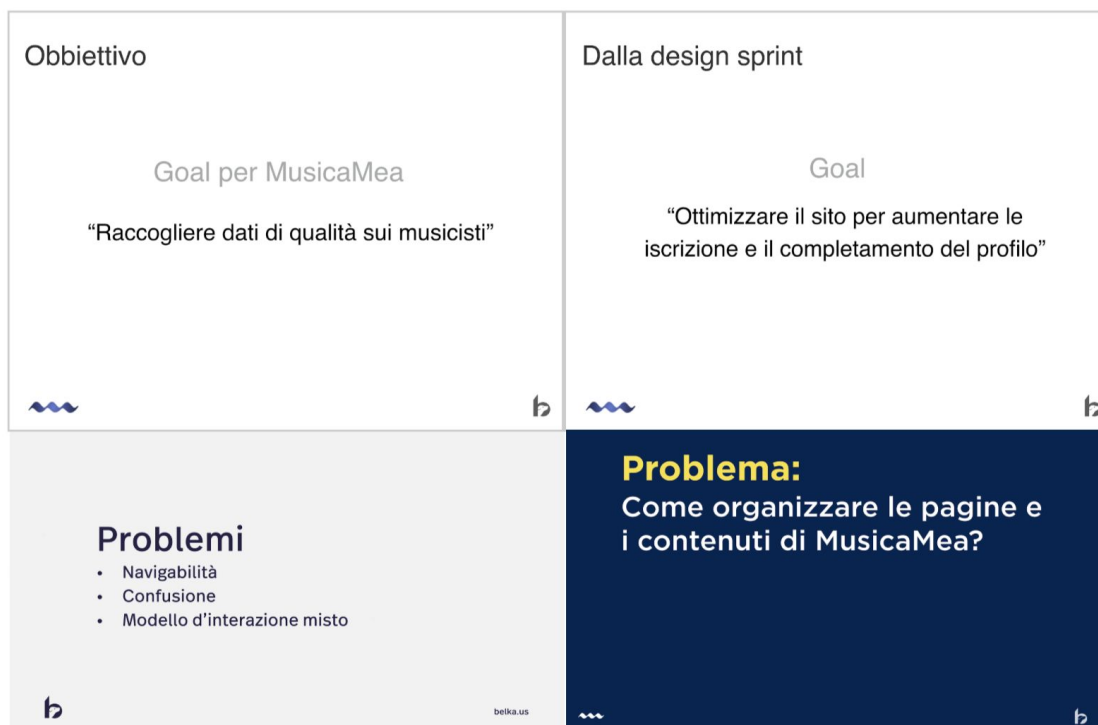 Obbiettivo
Goal per MusicaMea
“Raccogliere dati di qualità sui musicisti”
Dalla design sprint
Goal
“Ottimizzare il sito per aumentare le
iscrizione e il completamento del profilo”
Problemi
• Navigabilità
• Confusione
• Modello d’interazione misto
belka.us
Problema:
Come organizzare le pagine e
i contenuti di MusicaMea?